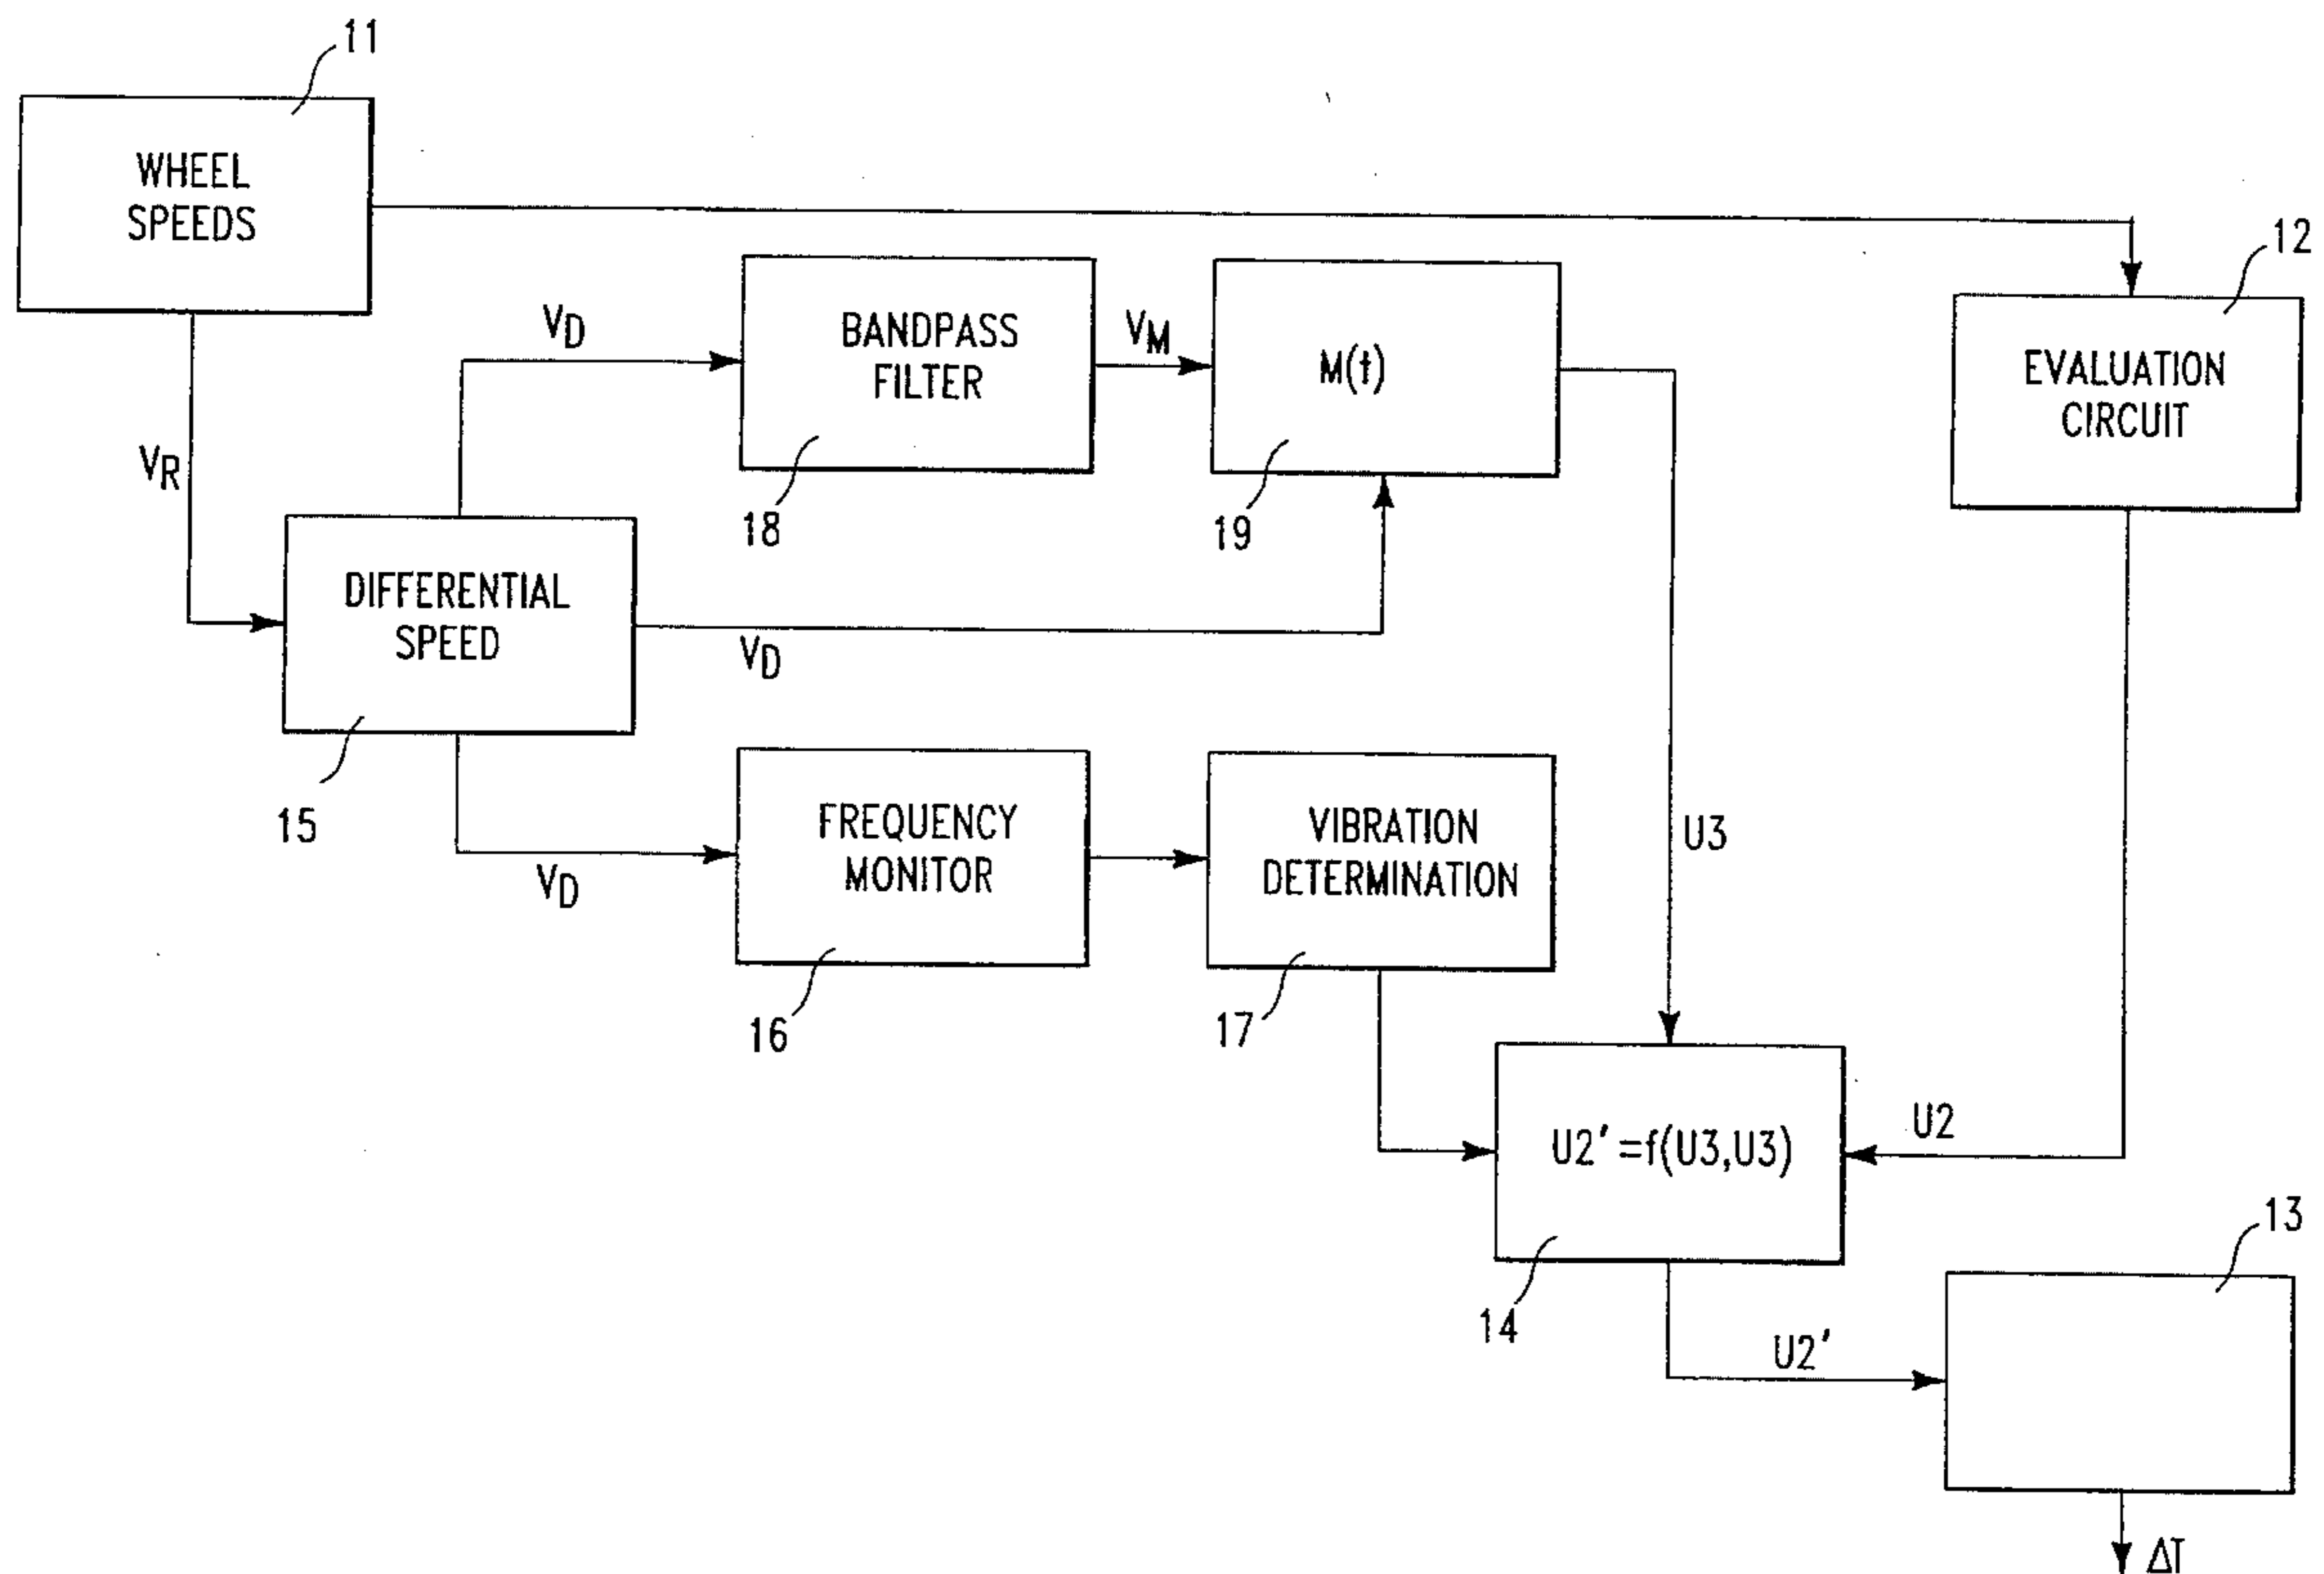 11
WHEEL
SPEEDS
12
VD
BANDPASS
FILTER
VM
M(t)
EVALUATION
CIRCUIT
VR
18
19
DIFFERENTIAL
SPEED
VD
15
FREQUENCY
MONITOR
VIBRATION
DETERMINATION
U3
VD
16
17
U2
U2' =f(U3,U3)
13
14
U2'
ΔT